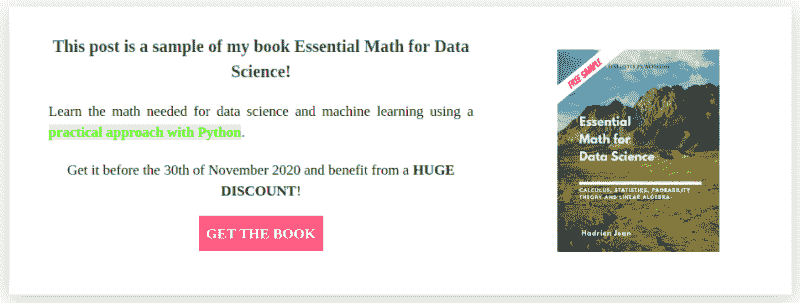 This post is a sample of my book Essential Math for Data
Science!
Learn the math needed for data science and machine learning using a
practical approach with Python.
Get it before the 30th of November 2020 and benefit from a HUGE
DISCOUNT!
GET THE BOOK
FREE SAMPLE
Essential
Math for
Data Science
CALCULUS, STATISTICS, PROBABILITY
THEORY AND LINEAR ALGEBRA
Hadrien Jean